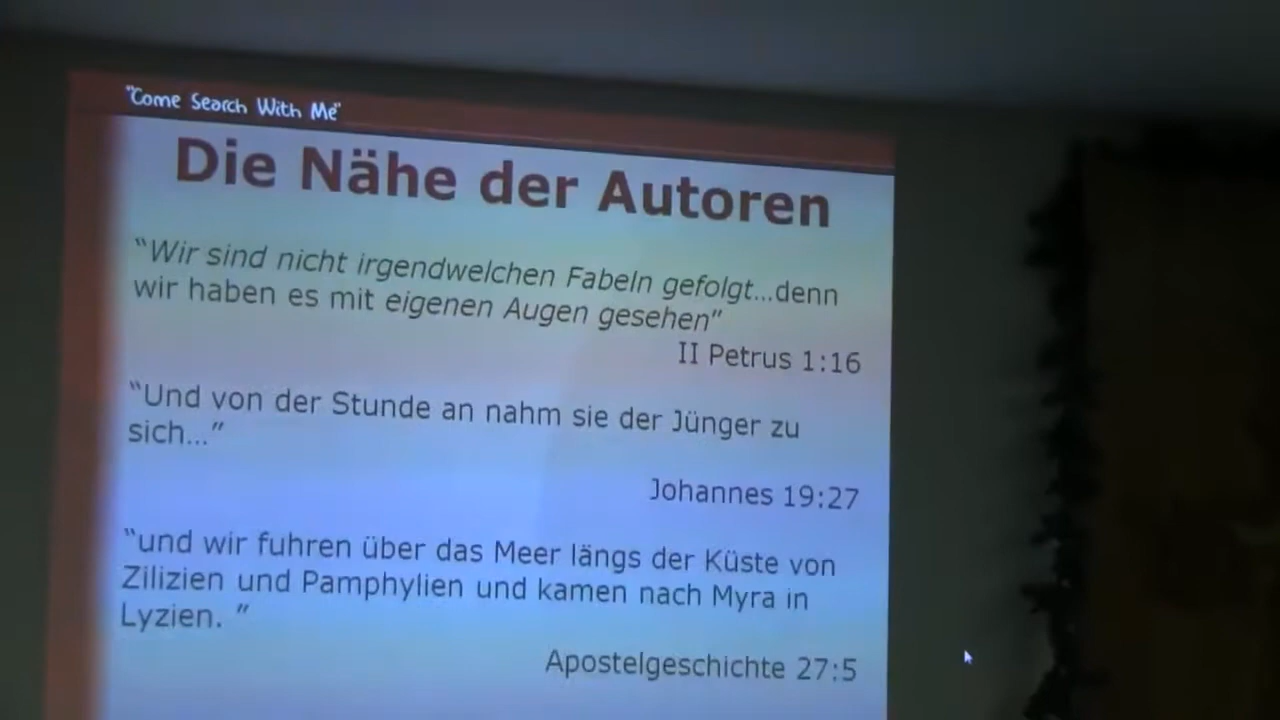 "Come Search With Me"
Die Nähe der Autoren
“Wir sind nicht irgendwelchen Fabeln gefolgt…denn
wir haben es mit eigenen Augen gesehen”
II Petrus 1:16
“Und von der Stunde an nahm sie der Jünger zu
sich…”
Johannes 19:27
“und wir fuhren über das Meer längs der Küste von
Zilizien und Pamphylien und kamen nach Myra in
Lyzien. ”
Apostelgeschichte 27:5